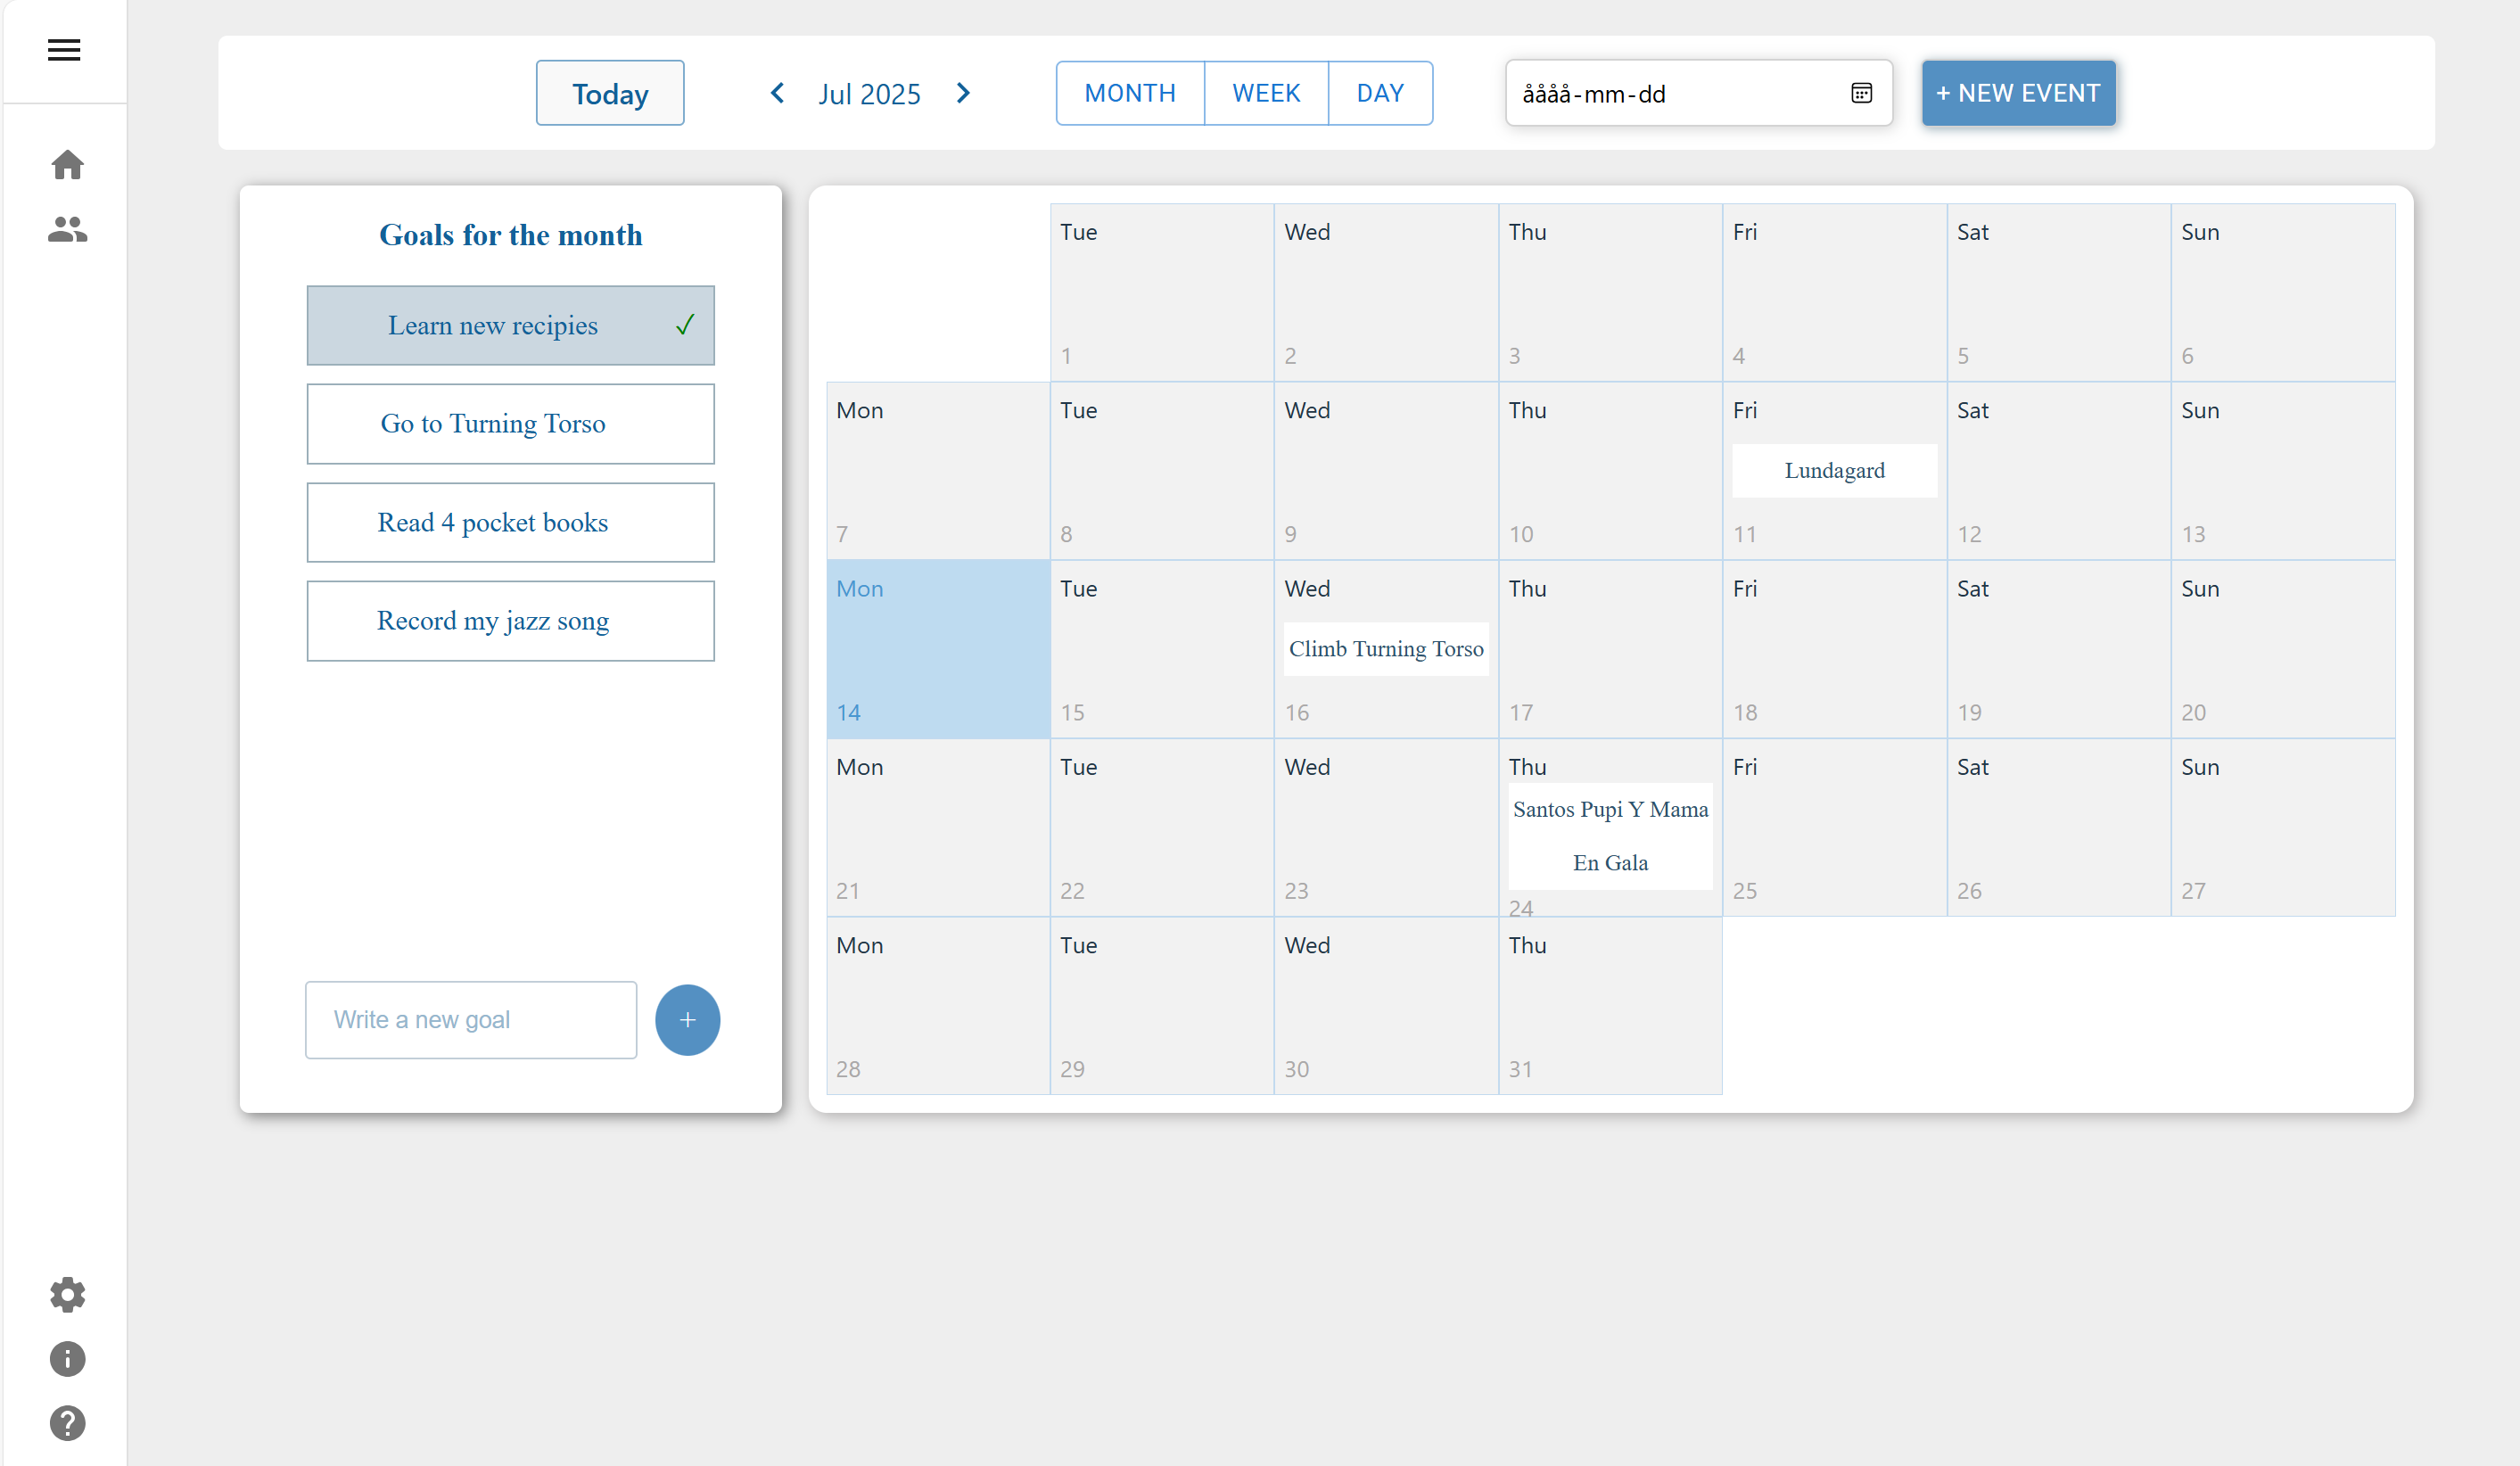 Today
Jul 2025
MONTH WEEK DAY
åååå-mm-dd
+ NEW EVENT
Goals for the month
Learn new recipies
Go to Turning Torso
Read 4 pocket books
Record my jazz song
Write a new goal
+
Tue Wed Thu Fri Sat Sun
1 2 3 4 5 6
Mon Tue Wed Thu Fri Sat Sun
Lundagard
7 8 9 10 11 12 13
Mon Tue Wed Thu Fri Sat Sun
Climb Turning Torso
14 15 16 17 18 19 20
Mon Tue Wed Thu Fri Sat Sun
Santos Pupi Y Mama
En Gala
21 22 23 24 25 26 27
Mon Tue Wed Thu
28 29 30 31